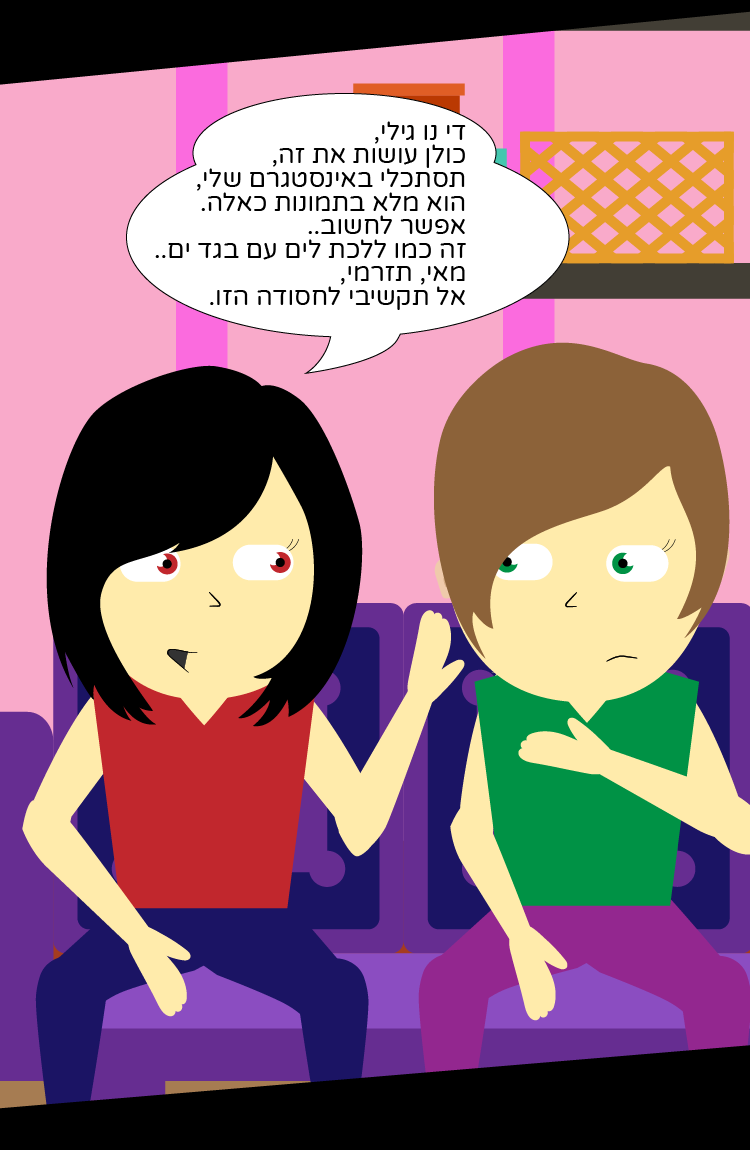 די נו גילי,
כולן עושות את זה,
תסתכלי באינסטגרם שלי,
הוא מלא בתמונות כאלה.
אפשר לחשוב..
זה כמו ללכת לים עם בגד ים..
מאי, תזרמי,
אל תקשיבי לחסודה הזו.